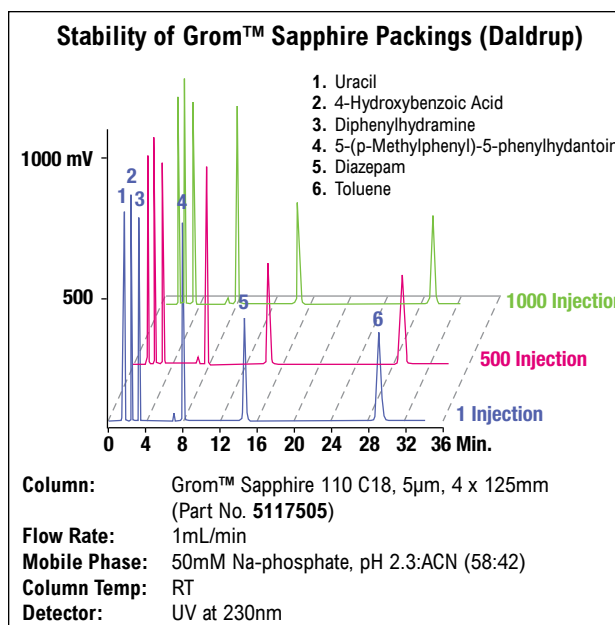 Stability of Grom™ Sapphire Packings (Daldrup)
1. Uracil
2. 4-Hydroxybenzoic Acid
3. Diphenylhydramine
4. 5-(p-Methylphenyl)-5-phenylhydantoin
5. Diazepam
6. Toluene
1000 mV
2
1
3
4
500
5
6
1000 Injection
500 Injection
1 Injection
0 4 8 12 16 20 24 28 32 36 Min.
Column: Grom™ Sapphire 110 C18, 5µm, 4 x 125mm
(Part No. 5117505)
Flow Rate: 1mL/min
Mobile Phase: 50mM Na-phosphate, pH 2.3:ACN (58:42)
Column Temp: RT
Detector: UV at 230nm